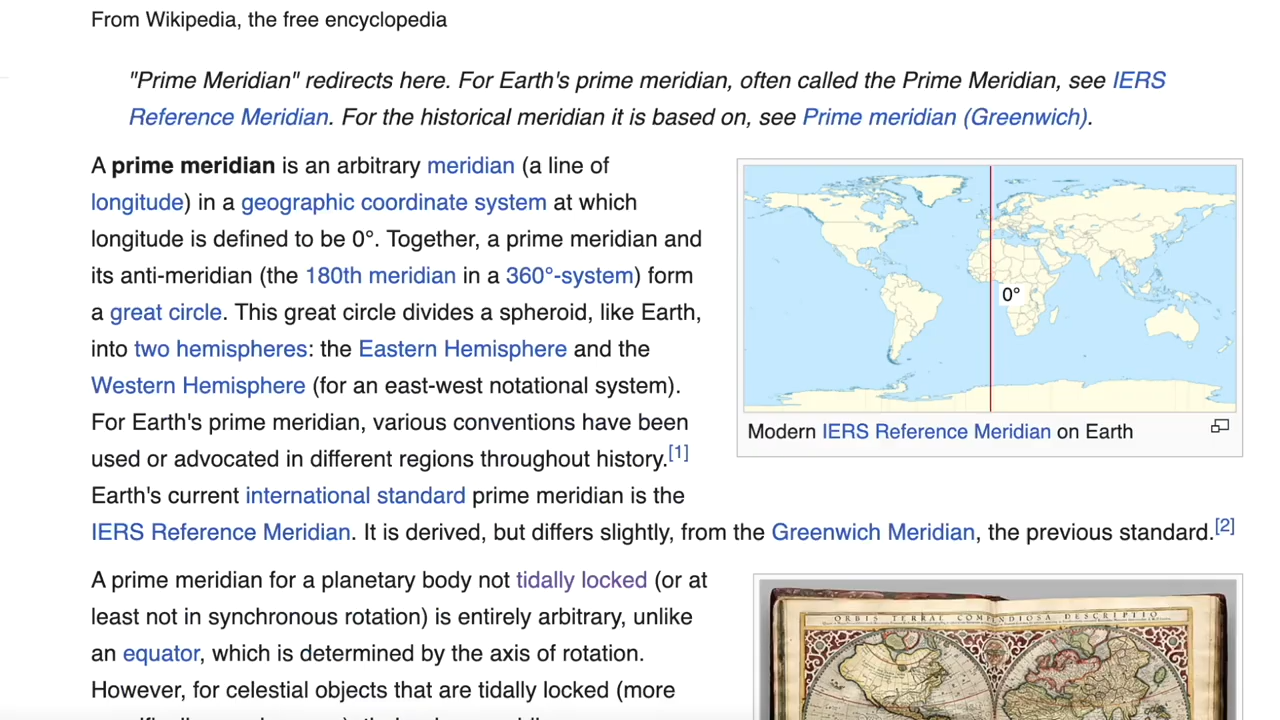 From Wikipedia, the free encyclopedia
"Prime Meridian" redirects here. For Earth's prime meridian, often called the Prime Meridian, see IERS
Reference Meridian. For the historical meridian it is based on, see Prime meridian (Greenwich).
A prime meridian is an arbitrary meridian (a line of
longitude) in a geographic coordinate system at which
longitude is defined to be 0°. Together, a prime meridian and
its anti-meridian (the 180th meridian in a 360°-system) form
a great circle. This great circle divides a spheroid, like Earth,
into two hemispheres: the Eastern Hemisphere and the
Western Hemisphere (for an east-west notational system).
For Earth's prime meridian, various conventions have been
used or advocated in different regions throughout history.[1]
Earth's current international standard prime meridian is the
IERS Reference Meridian. It is derived, but differs slightly, from the Greenwich Meridian, the previous standard.[2]
0°
Modern IERS Reference Meridian on Earth
A prime meridian for a planetary body not tidally locked (or at
least not in synchronous rotation) is entirely arbitrary, unlike
an equator, which is determined by the axis of rotation.
However, for celestial objects that are tidally locked (more
ORBIS TERRAE COMPENDIOSA DESCRIPTIO